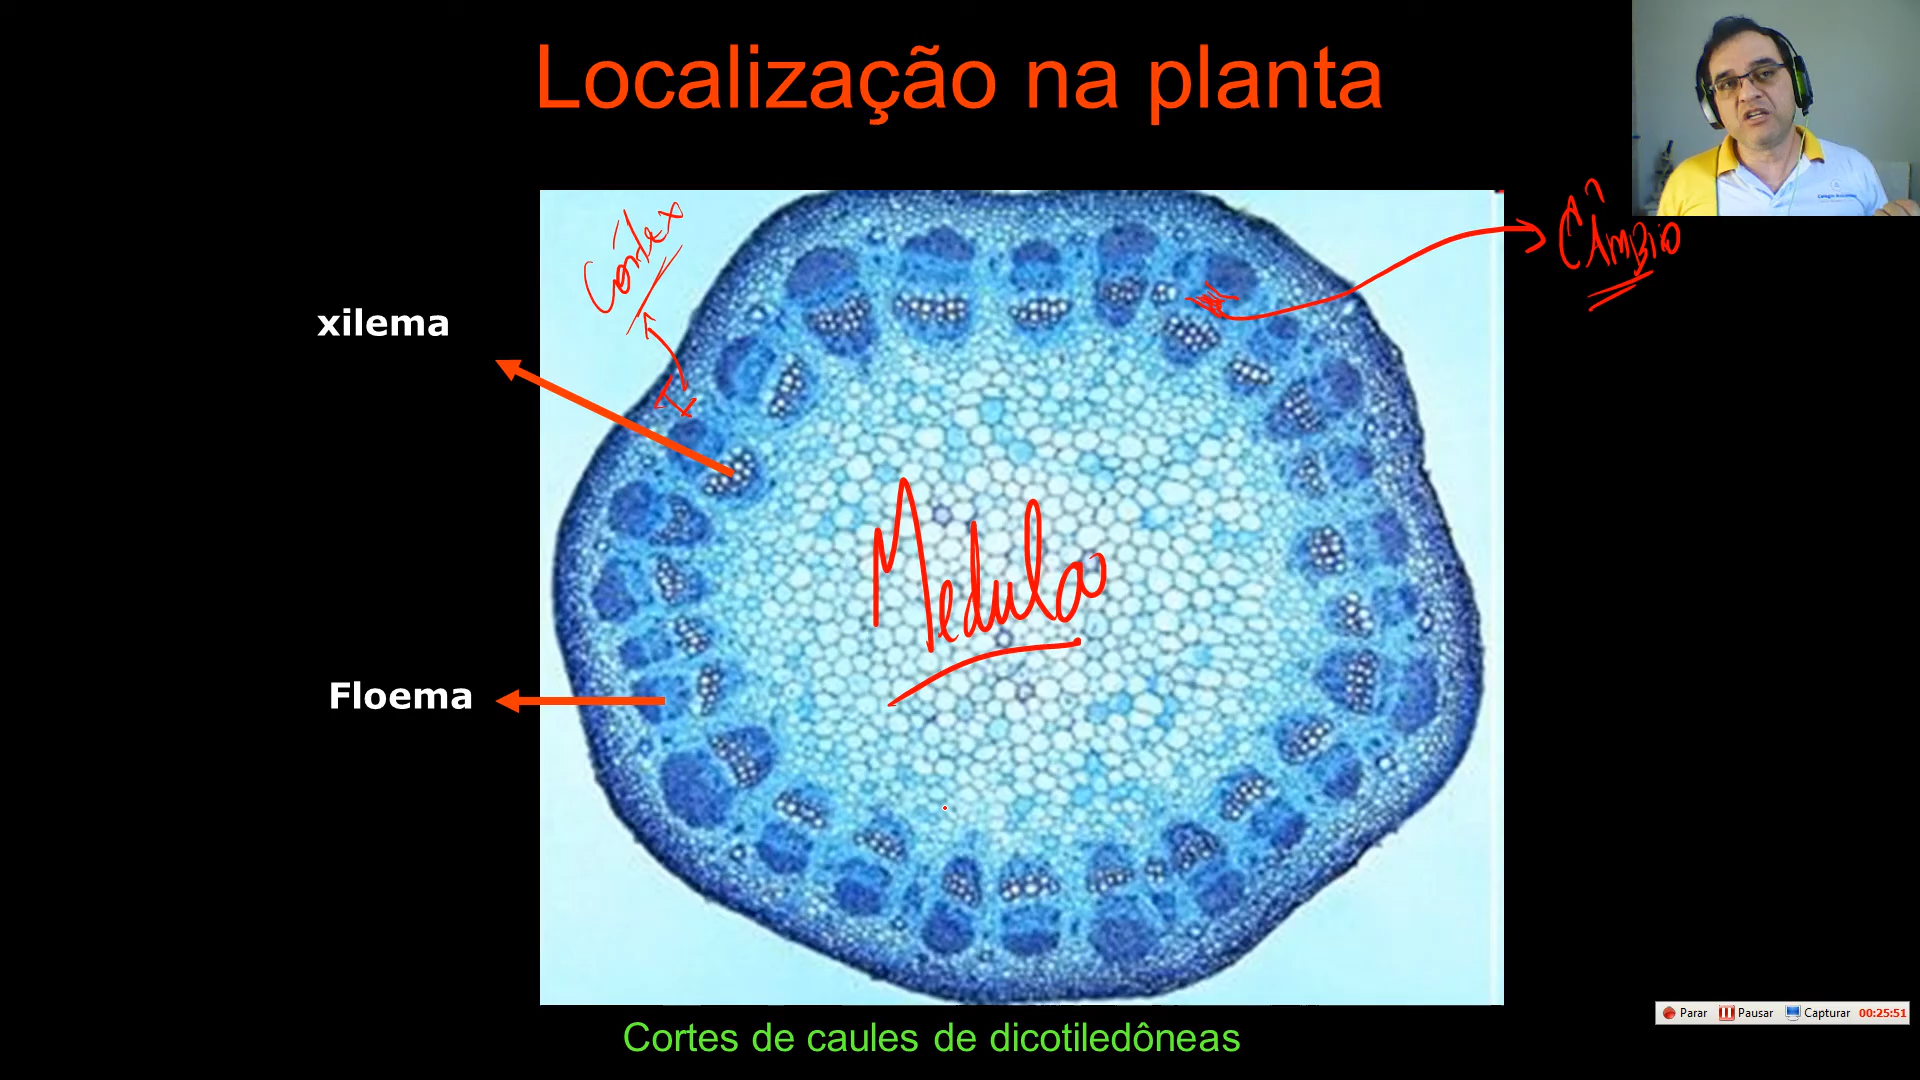 Localização na planta
Córtex
CÂMBIO
xilema
Medula
Floema
Parar Pausar Capturar 00:25:51
Cortes de caules de dicotiledôneas